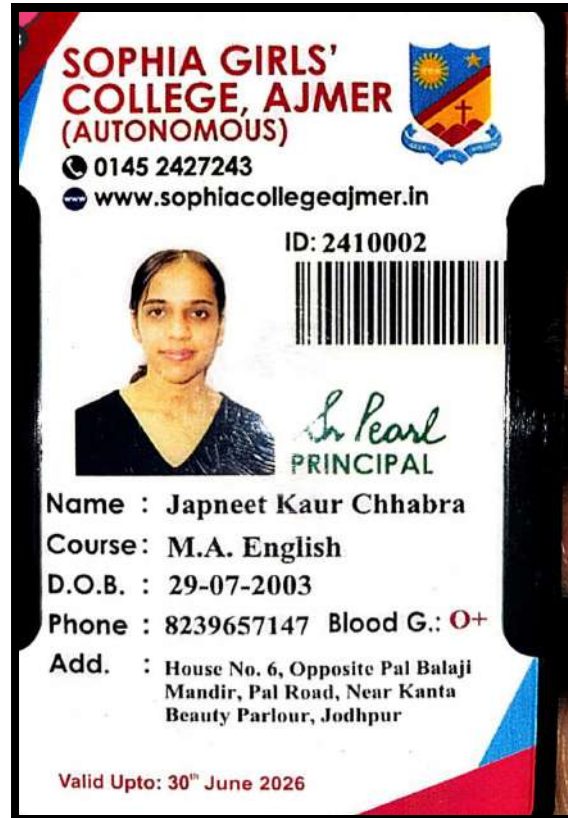 SOPHIA GIRLS'
COLLEGE, AJMER
(AUTONOMOUS)
0145 2427243
www.sophiacollegeajmer.in
ID: 2410002
Sr Pearl
PRINCIPAL
Name : Japneet Kaur Chhabra
Course: M.A. English
D.O.B. : 29-07-2003
Phone : 8239657147 Blood G.: O+
Add. : House No. 6, Opposite Pal Balaji
Mandir, Pal Road, Near Kanta
Beauty Parlour, Jodhpur
Valid Upto: 30th June 2026